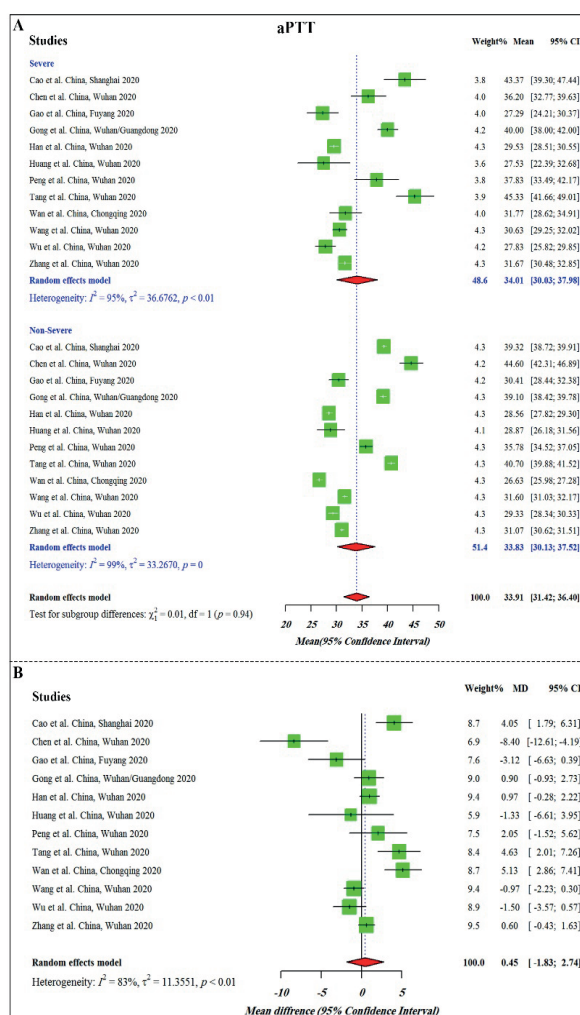 A
aPTT
Studies Weight% Mean 95% CI
Severe
Cao et al. China, Shanghai 2020 3.8 43.37 [39.30; 47.44]
Chen et al. China, Wuhan 2020 4.0 36.20 [32.77; 39.63]
Gao et al. China, Fuyang 2020 4.0 27.29 [24.21; 30.37]
Gong et al. China, Wuhan/Guangdong 2020 4.2 40.00 [38.00; 42.00]
Han et al. China, Wuhan 2020 4.3 29.53 [28.51; 30.55]
Huang et al. China, Wuhan 2020 3.6 27.53 [22.39; 32.68]
Peng et al. China, Wuhan 2020 3.8 37.83 [33.49; 42.17]
Tang et al. China, Wuhan 2020 3.9 45.33 [41.66; 49.01]
Wan et al. China, Chongqing 2020 4.0 31.77 [28.62; 34.91]
Wang et al. China, Wuhan 2020 4.3 30.63 [29.25; 32.02]
Wu et al. China, Wuhan 2020 4.2 27.83 [25.82; 29.85]
Zhang et al. China, Wuhan 2020 4.3 31.67 [30.48; 32.85]
Random effects model 48.6 34.01 [30.03; 37.98]
Heterogeneity: I² = 95%, τ² = 36.6762, p < 0.01
Non-Severe
Cao et al. China, Shanghai 2020 4.3 39.32 [38.72; 39.91]
Chen et al. China, Wuhan 2020 4.2 44.60 [42.31; 46.89]
Gao et al. China, Fuyang 2020 4.2 30.41 [28.44; 32.38]
Gong et al. China, Wuhan/Guangdong 2020 4.3 39.10 [38.42; 39.78]
Han et al. China, Wuhan 2020 4.3 28.56 [27.82; 29.30]
Huang et al. China, Wuhan 2020 4.1 28.87 [26.18; 31.56]
Peng et al. China, Wuhan 2020 4.3 35.78 [34.52; 37.05]
Tang et al. China, Wuhan 2020 4.3 40.70 [39.88; 41.52]
Wan et al. China, Chongqing 2020 4.3 26.63 [25.98; 27.28]
Wang et al. China, Wuhan 2020 4.3 31.60 [31.03; 32.17]
Wu et al. China, Wuhan 2020 4.3 29.33 [28.34; 30.33]
Zhang et al. China, Wuhan 2020 4.3 31.07 [30.62; 31.51]
Random effects model 51.4 33.83 [30.13; 37.52]
Heterogeneity: I² = 99%, τ² = 33.2670, p = 0
Random effects model 100.0 33.91 [31.42; 36.40]
Test for subgroup differences: χ²₁ = 0.01, df = 1 (p = 0.94)
20 25 30 35 40 45 50
Mean(95% Confidence Interval)
B
Studies Weight% MD 95% CI
Cao et al. China, Shanghai 2020 8.7 4.05 [ 1.79; 6.31]
Chen et al. China, Wuhan 2020 6.9 -8.40 [-12.61; -4.19]
Gao et al. China, Fuyang 2020 7.6 -3.12 [ -6.63; 0.39]
Gong et al. China, Wuhan/Guangdong 2020 9.0 0.90 [ -0.93; 2.73]
Han et al. China, Wuhan 2020 9.4 0.97 [ -0.28; 2.22]
Huang et al. China, Wuhan 2020 5.9 -1.33 [ -6.61; 3.95]
Peng et al. China, Wuhan 2020 7.5 2.05 [ -1.52; 5.62]
Tang et al. China, Wuhan 2020 8.4 4.63 [ 2.01; 7.26]
Wan et al. China, Chongqing 2020 8.7 5.13 [ 2.86; 7.41]
Wang et al. China, Wuhan 2020 9.4 -0.97 [ -2.23; 0.30]
Wu et al. China, Wuhan 2020 8.9 -1.50 [ -3.57; 0.57]
Zhang et al. China, Wuhan 2020 9.5 0.60 [ -0.43; 1.63]
Random effects model 100.0 0.45 [ -1.83; 2.74]
Heterogeneity: I² = 83%, τ² = 11.3551, p < 0.01
-10 -5 0 5
Mean diffrence (95% Confidence Interval)